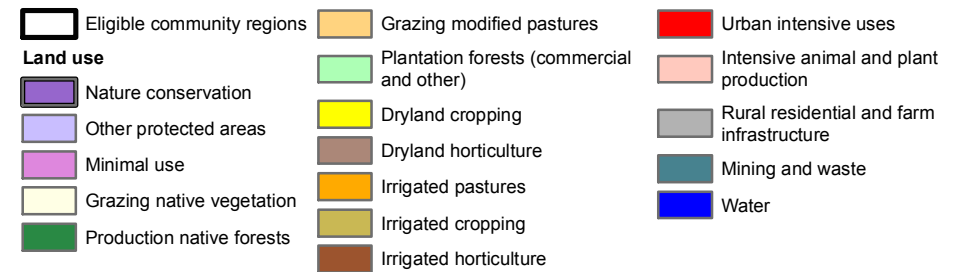 Eligible community regions
Land use
Nature conservation
Other protected areas
Minimal use
Grazing native vegetation
Production native forests
Grazing modified pastures
Plantation forests (commercial
and other)
Dryland cropping
Dryland horticulture
Irrigated pastures
Irrigated cropping
Irrigated horticulture
Urban intensive uses
Intensive animal and plant
production
Rural residential and farm
infrastructure
Mining and waste
Water